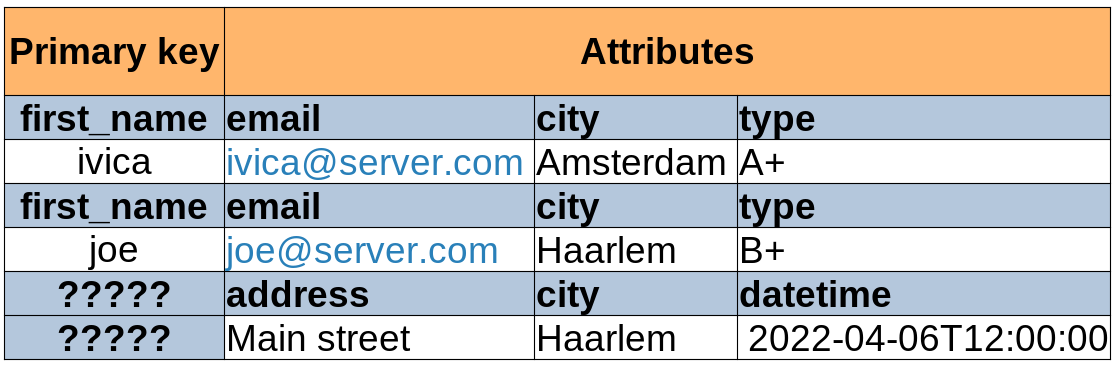 Primary key Attributes
first_name email city type
ivica ivica@server.com Amsterdam A+
first_name email city type
joe joe@server.com Haarlem B+
????? address city datetime
????? Main street Haarlem 2022-04-06T12:00:00